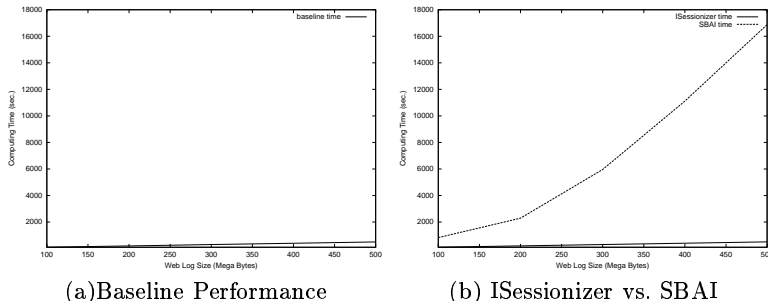 18000
16000
14000
12000
10000
8000
6000
4000
2000
100 150 200 250 300 350 400 450 500
Computing Time (sec.)
Web Log Size (Mega Bytes)
baseline time
(a)Baseline Performance
18000
16000
14000
12000
10000
8000
6000
4000
2000
100 150 200 250 300 350 400 450 500
Computing Time (sec.)
Web Log Size (Mega Bytes)
ISessionizer time
SBAI time
(b) ISessionizer vs. SBAI